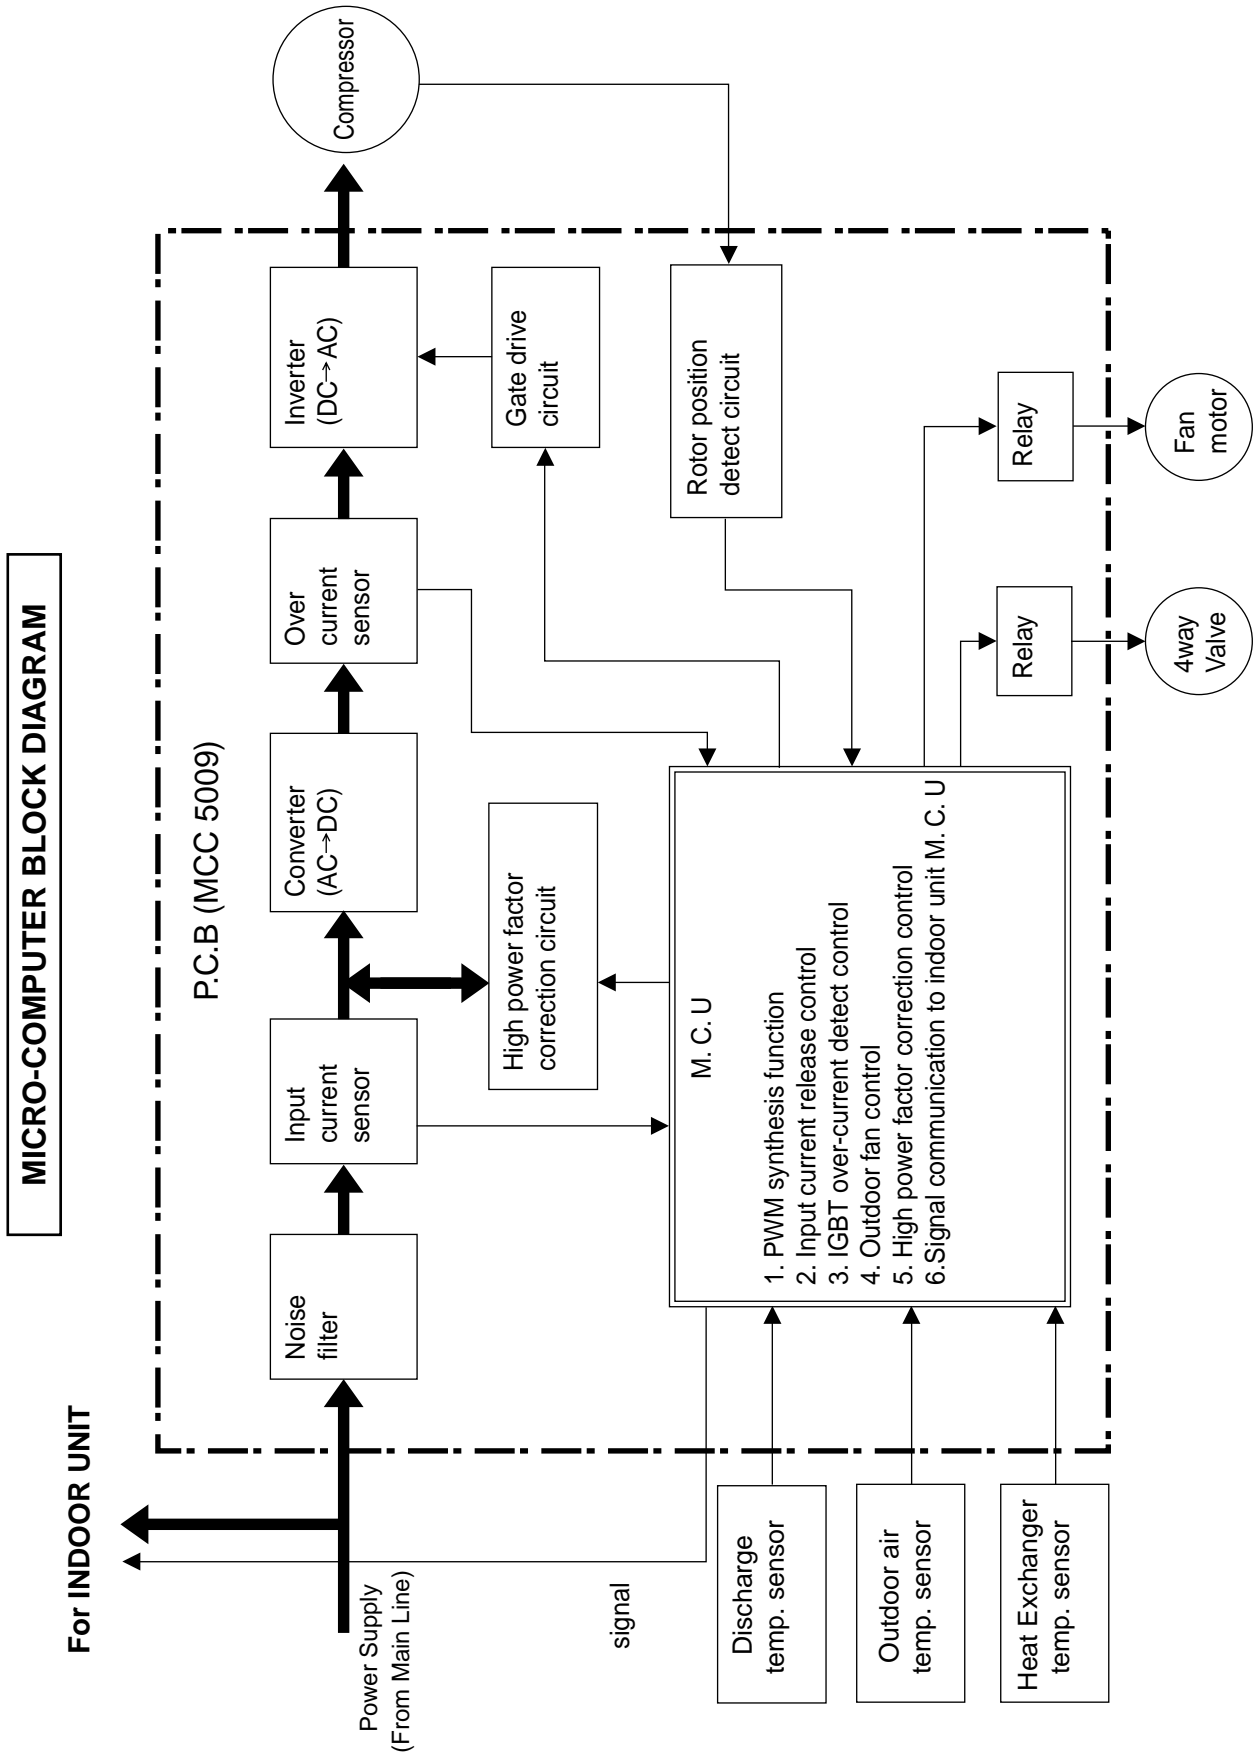 MICRO-COMPUTER BLOCK DIAGRAM
For INDOOR UNIT
P.C.B (MCC 5009)
Power Supply
(From Main Line)
Noise
filter
Input
current
sensor
Converter
(AC→DC)
Over
current
sensor
Inverter
(DC→AC)
Compressor
High power factor
correction circuit
Gate drive
circuit
signal
Rotor position
detect circuit
M. C. U
1. PWM synthesis function
2. Input current release control
3. IGBT over-current detect control
4. Outdoor fan control
5. High power factor correction control
6.Signal communication to indoor unit M. C. U
Discharge
temp. sensor
Outdoor air
temp. sensor
Heat Exchanger
temp. sensor
Relay
Relay
4way
Valve
Fan
motor